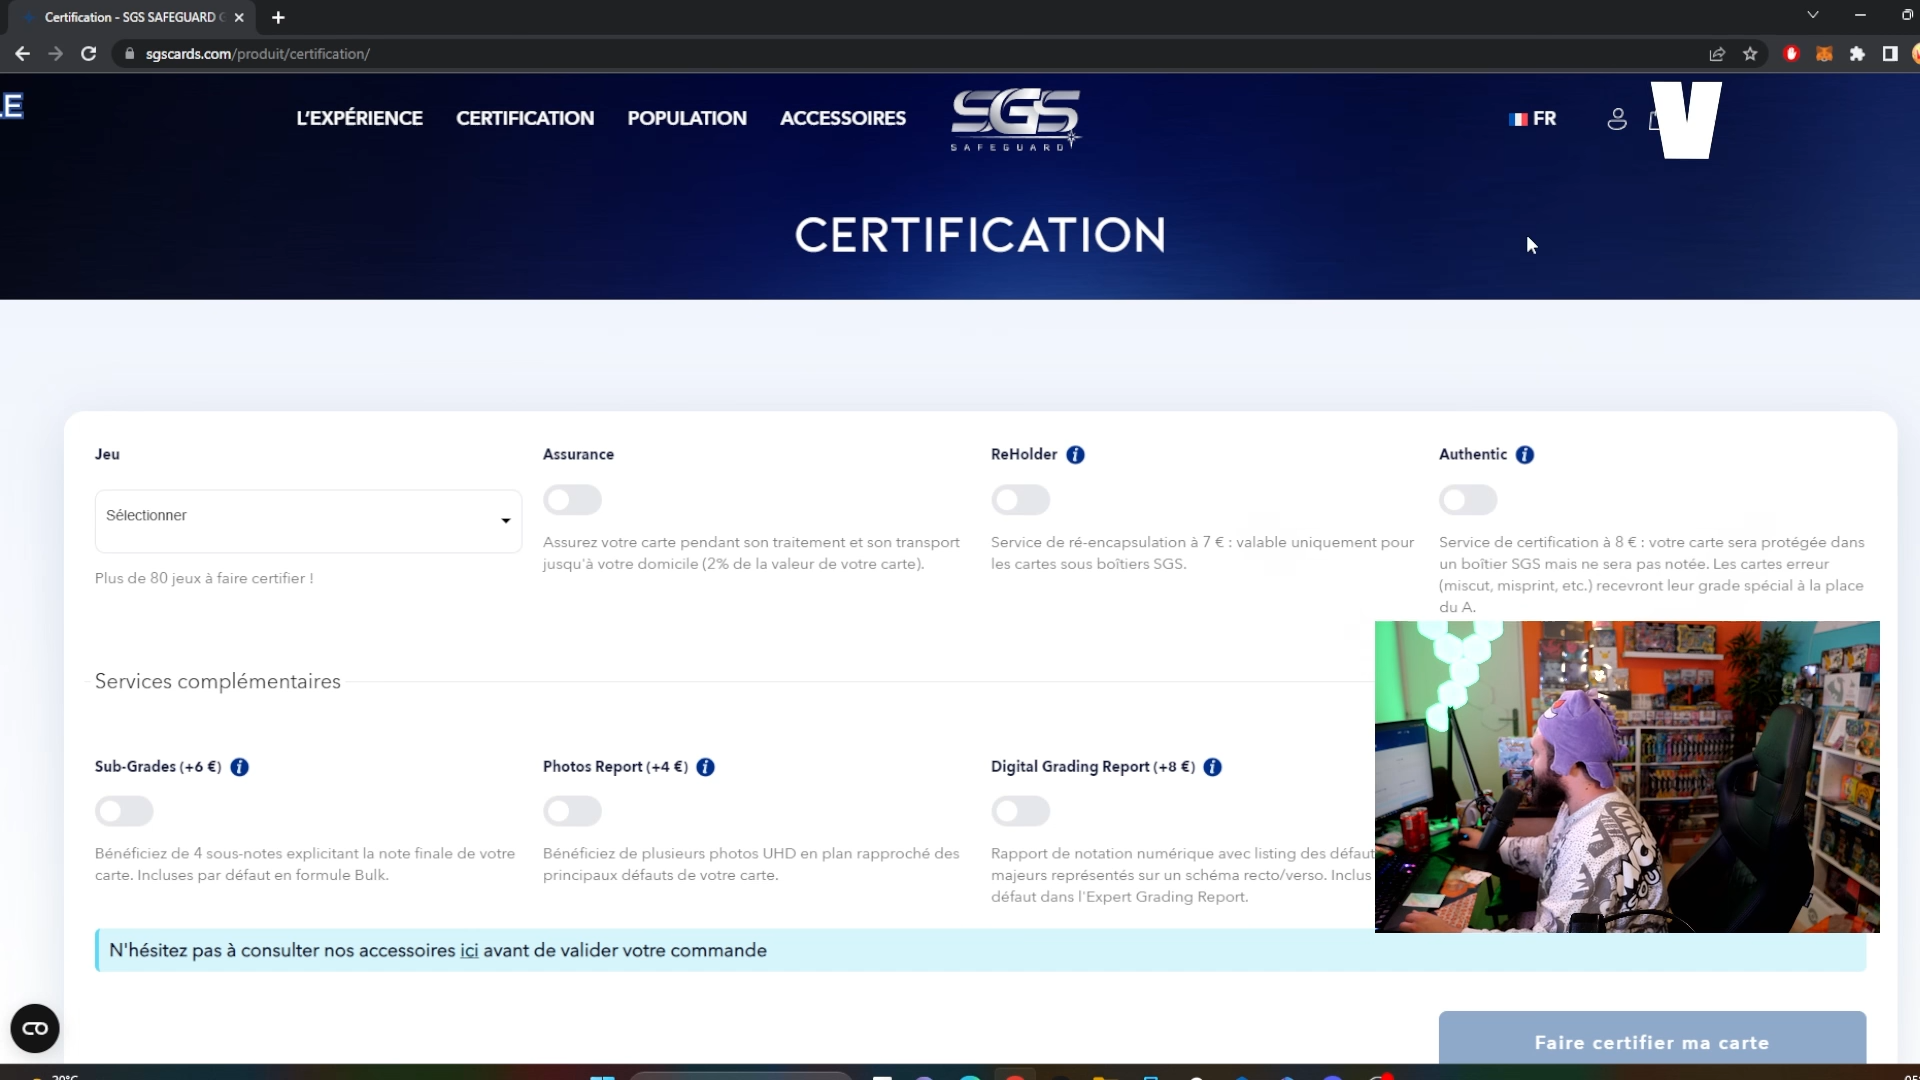 Certification - SGS SAFEGUARD
sgscards.com/produit/certification/
L'EXPÉRIENCE
CERTIFICATION
POPULATION
ACCESSOIRES
SGS
SAFEGUARD
FR
V
CERTIFICATION
Jeu
Sélectionner
Plus de 80 jeux à faire certifier !
Assurance
Assurez votre carte pendant son traitement et son transport
jusqu'à votre domicile (2% de la valeur de votre carte).
ReHolder
Service de ré-encapsulation à 7 € : valable uniquement pour
les cartes sous boîtiers SGS.
Authentic
Service de certification à 8 € : votre carte sera protégée dans
un boîtier SGS mais ne sera pas notée. Les cartes erreur
(miscut, misprint, etc.) recevront leur grade spécial à la place
du A.
Services complémentaires
Sub-Grades (+6 €)
Bénéficiez de 4 sous-notes explicitant la note finale de votre
carte. Incluses par défaut en formule Bulk.
Photos Report (+4 €)
Bénéficiez de plusieurs photos UHD en plan rapproché des
principaux défauts de votre carte.
Digital Grading Report (+8 €)
Rapport de notation numérique avec listing des défaut
majeurs représentés sur un schéma recto/verso. Inclus
défaut dans l'Expert Grading Report.
N'hésitez pas à consulter nos accessoires ici avant de valider votre commande
Faire certifier ma carte